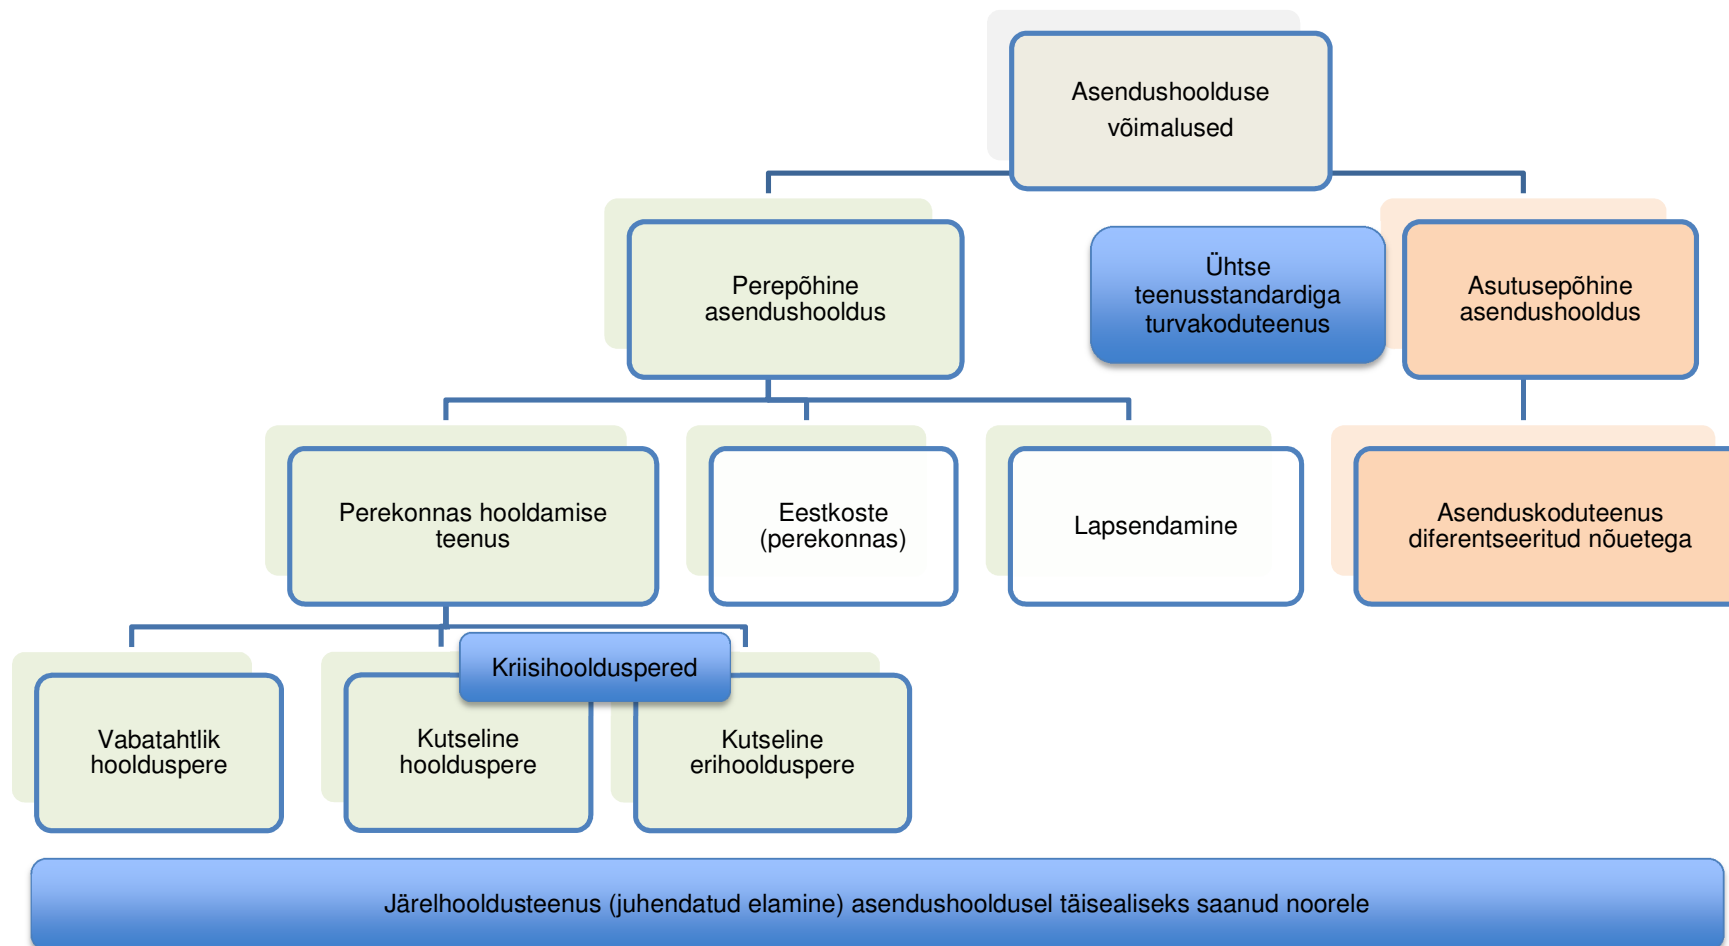 Asendushoolduse
võimalused
Perepõhine
asendushooldus
Ühtse
teenusstandardiga
turvakoduteenus
Asutusepõhine
asendushooldus
Perekonnas hooldamise
teenus
Eestkoste
(perekonnas)
Lapsendamine
Asenduskoduteenus
diferentseeritud nõuetega
Kriisihoolduspered
Vabatahtlik
hoolduspere
Kutseline
hoolduspere
Kutseline
erihoolduspere
Järelhooldusteenus (juhendatud elamine) asendushooldusel täisealiseks saanud noorele